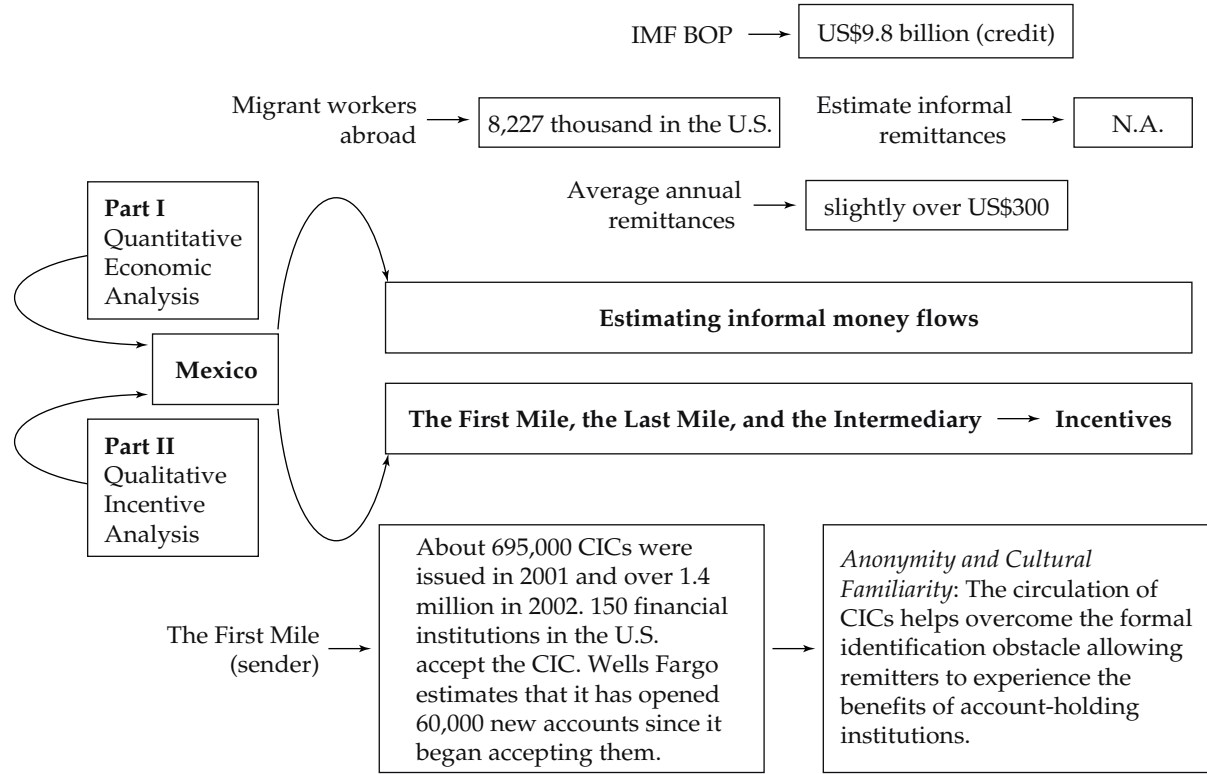 IMF BOP
US$9.8 billion (credit)
Migrant workers
abroad
8,227 thousand in the U.S.
Estimate informal
remittances
N.A.
Average annual
remittances
slightly over US$300
Part I
Quantitative
Economic
Analysis
Estimating informal money flows
Mexico
The First Mile, the Last Mile, and the Intermediary
Incentives
Part II
Qualitative
Incentive
Analysis
The First Mile
(sender)
About 695,000 CICs were
issued in 2001 and over 1.4
million in 2002. 150 financial
institutions in the U.S.
accept the CIC. Wells Fargo
estimates that it has opened
60,000 new accounts since it
began accepting them.
Anonymity and Cultural
Familiarity: The circulation of
CICs helps overcome the formal
identification obstacle allowing
remitters to experience the
benefits of account-holding
institutions.